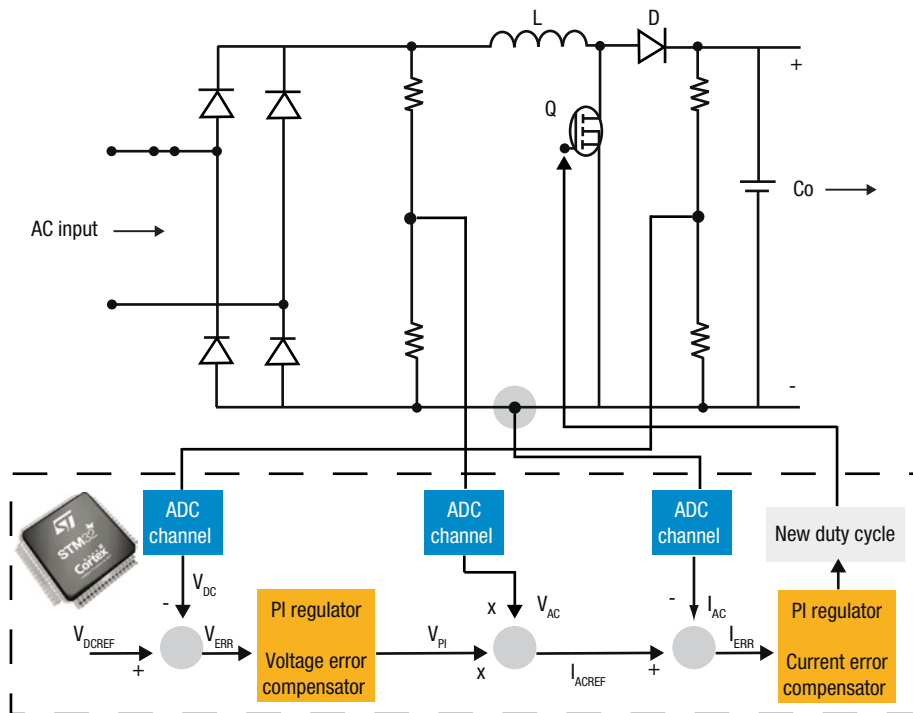 L
D
Q
+
Co
AC input
-
ADC
channel
ADC
channel
ADC
channel
New duty cycle
ST
STM32
Cortex
-
VDC
x
VAC
-
IAC
VDCREF
+
VERR
PI regulator
Voltage error
compensator
VPI
x
IACREF
+
IERR
PI regulator
Current error
compensator